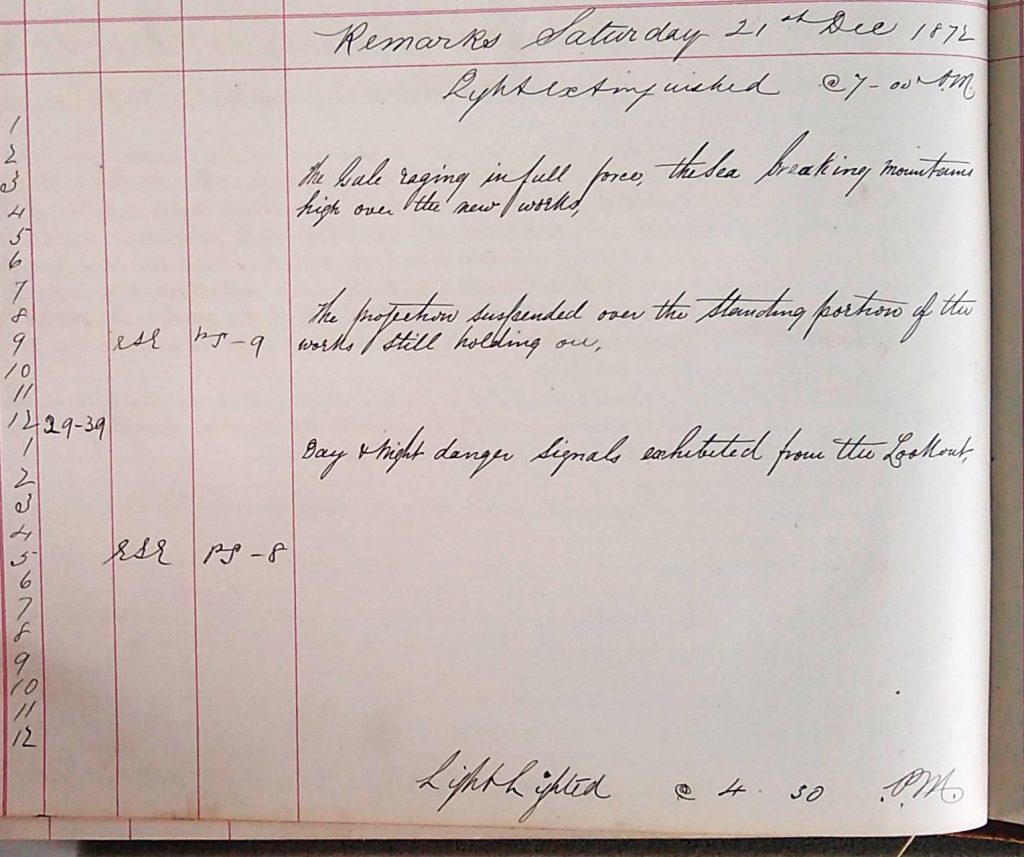 Remarks Saturday 21st Dec 1872
Light extinguished @ 7-00 A.M.
1
2
3 The Gale raging in full force, the Sea breaking mountains
4 high over the new works,
5
6
7
8 The projection suspended over the Standing portion of the
9 ESE PS-9 works still holding on,
10
11
12 29-39
1 Day & Night danger Signals exhibited from the Lookout,
2
3
4
5 ESE PS-8
6
7
8
9
10
11
12
Light Lighted @ 4.30 P.M.